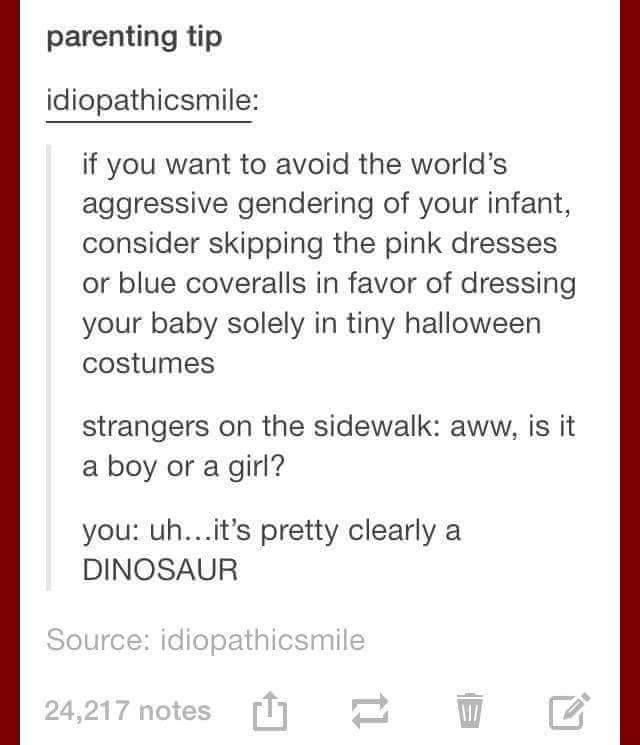 parenting tip
idiopathicsmile:
if you want to avoid the world's
aggressive gendering of your infant,
consider skipping the pink dresses
or blue coveralls in favor of dressing
your baby solely in tiny halloween
costumes
strangers on the sidewalk: aww, is it
a boy or a girl?
you: uh...it's pretty clearly a
DINOSAUR
Source: idiopathicsmile
24,217 notes